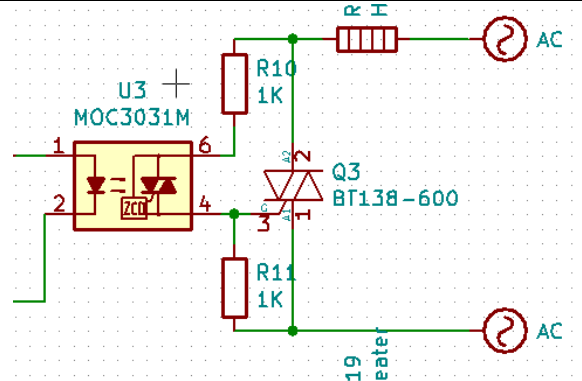 R H
AC
U3
MOC3031M
R10
1K
1
6
A2
2
Q3
BT138-600
2
ZCD
4
G
3
A1
1
R11
1K
AC
19
eater